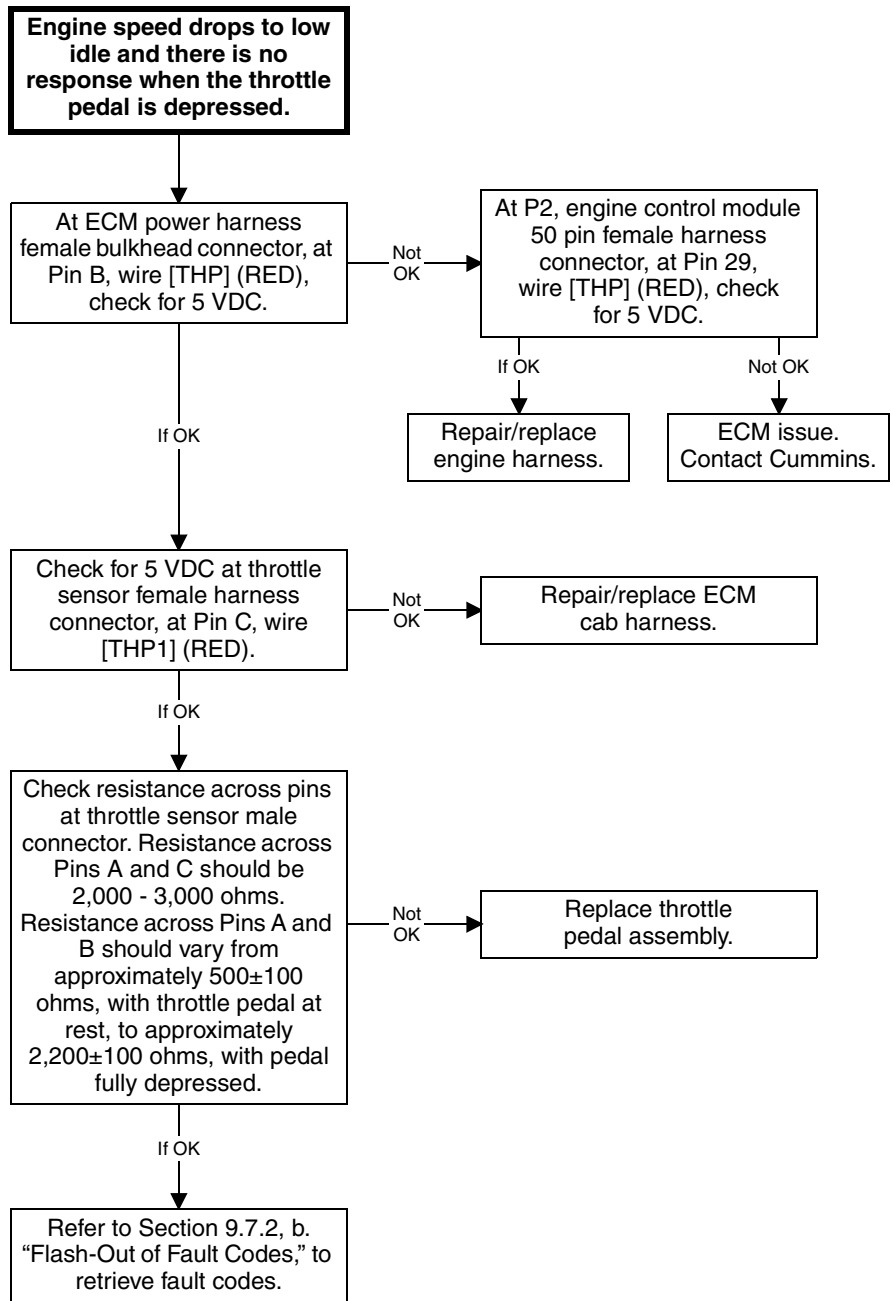 Engine speed drops to low
idle and there is no
response when the throttle
pedal is depressed.
At ECM power harness
female bulkhead connector, at
Pin B, wire [THP] (RED),
check for 5 VDC.
Not
OK
At P2, engine control module
50 pin female harness
connector, at Pin 29,
wire [THP] (RED), check
for 5 VDC.
If OK
Not OK
Repair/replace
engine harness.
ECM issue.
Contact Cummins.
If OK
Check for 5 VDC at throttle
sensor female harness
connector, at Pin C, wire
[THP1] (RED).
Not
OK
Repair/replace ECM
cab harness.
If OK
Check resistance across pins
at throttle sensor male
connector. Resistance across
Pins A and C should be
2,000 - 3,000 ohms.
Resistance across Pins A and
B should vary from
approximately 500±100
ohms, with throttle pedal at
rest, to approximately
2,200±100 ohms, with pedal
fully depressed.
Not
OK
Replace throttle
pedal assembly.
If OK
Refer to Section 9.7.2, b.
“Flash-Out of Fault Codes,” to
retrieve fault codes.